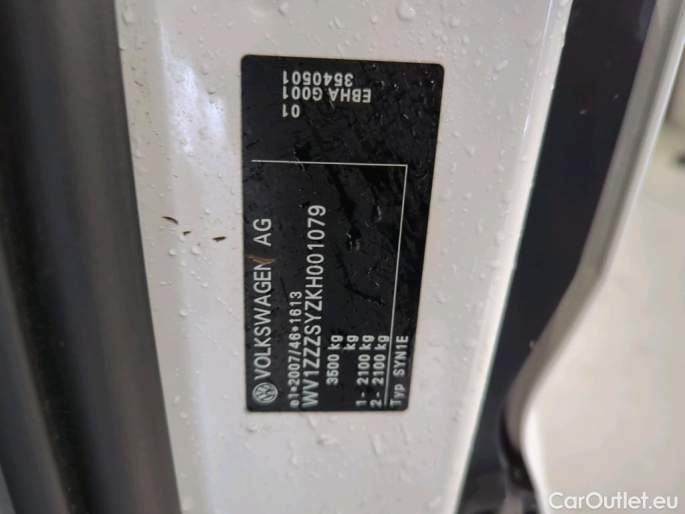 VOLKSWAGEN AG
e1*2007/46*1613
WV1ZZZSYZKH001079
3500 kg
kg
1- 2100 kg
2- 2100 kg
Typ SYN1E
01
EBHA G001
3540501
CarOutlet.eu